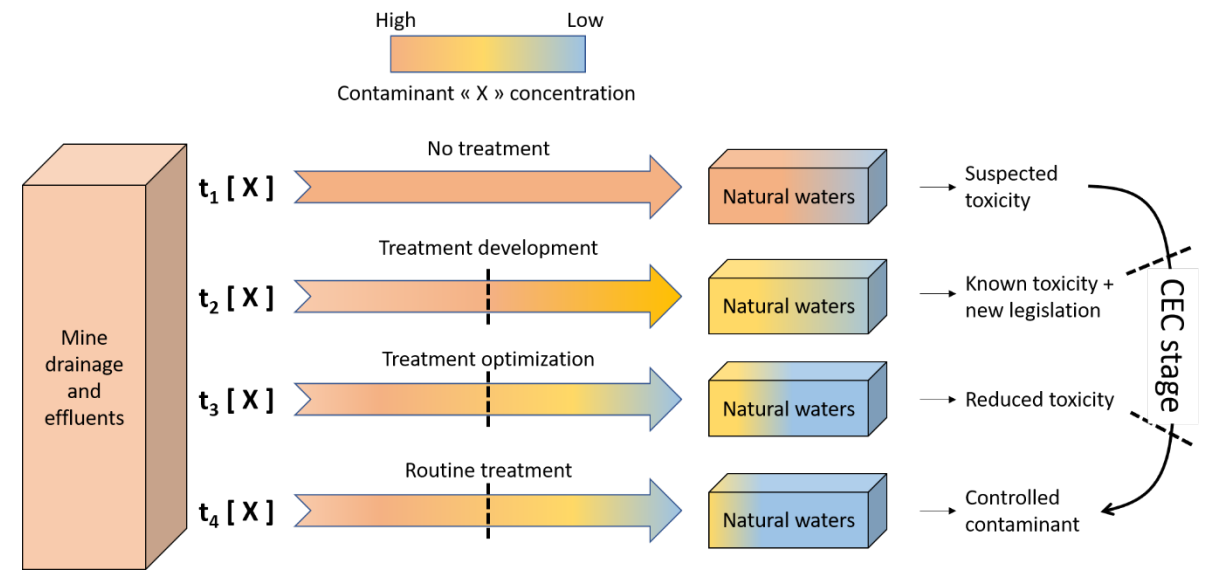 High Low
Contaminant « X » concentration
No treatment
t₁ [ X ]
Natural waters
Suspected
toxicity
Treatment development
t₂ [ X ]
Natural waters
Known toxicity +
new legislation
Mine
drainage
and
effluents
Treatment optimization
t₃ [ X ]
Natural waters
Reduced toxicity
Routine treatment
t₄ [ X ]
Natural waters
Controlled
contaminant
CEC stage